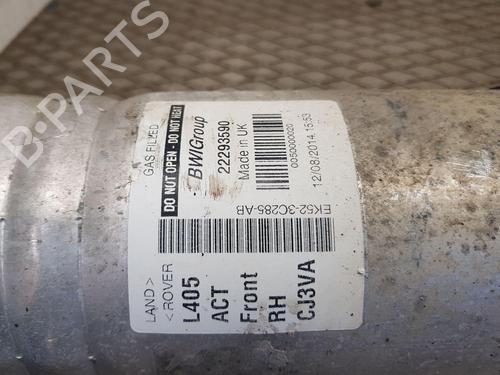 GAS FILLED
DO NOT OPEN - DO NOT HEAT
BWIGroup
22293590
Made in UK
0050000020
12/08/2014 15:53
EK52-3C285-AB
LAND >
< ROVER
L405
ACT
Front
RH
CJ3VA
B-PARTS